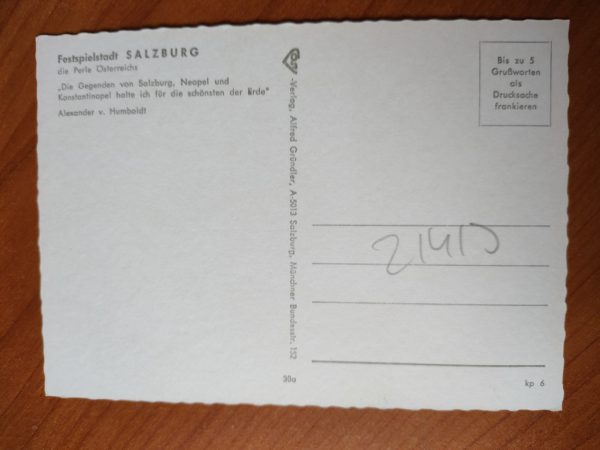 Festspielstadt SALZBURG
die Perle Österreichs
„Die Gegenden von Salzburg, Neapel und
Konstantinopel halte ich für die schönsten der Erde"
Alexander v. Humboldt
-Verlag, Alfred Gründler, A-5013 Salzburg, Münchner Bundesstr. 152
30a
Bis zu 5
Grußworten
als
Drucksache
frankieren
kp 6